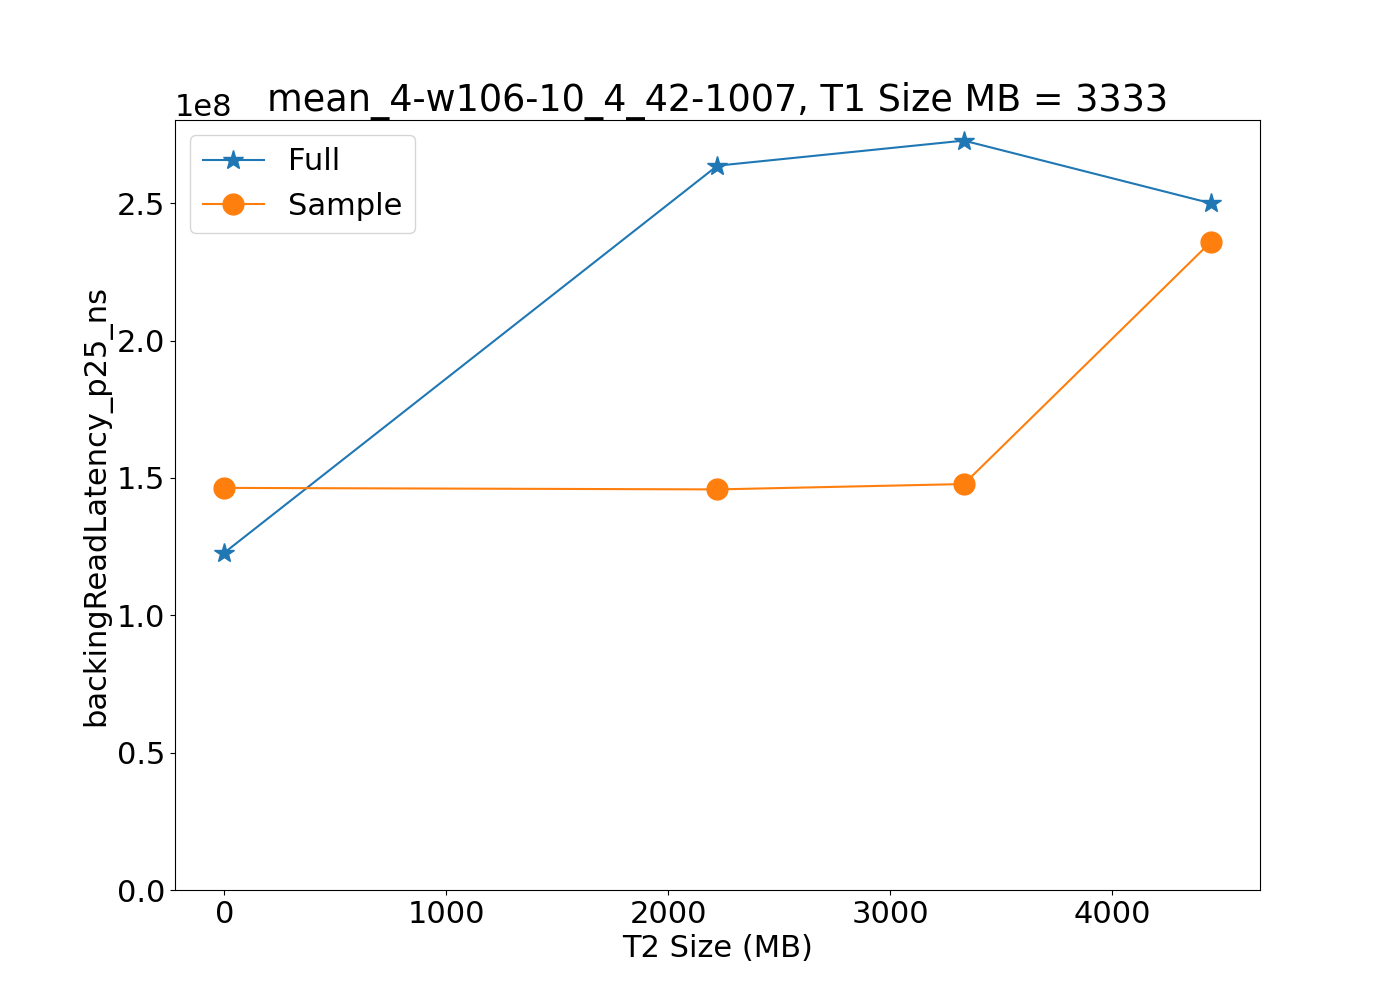 1e8
mean_4-w106-10_4_42-1007, T1 Size MB = 3333
Full
Sample
backingReadLatency_p25_ns
2.5
2.0
1.5
1.0
0.5
0.0
0 1000 2000 3000 4000
T2 Size (MB)